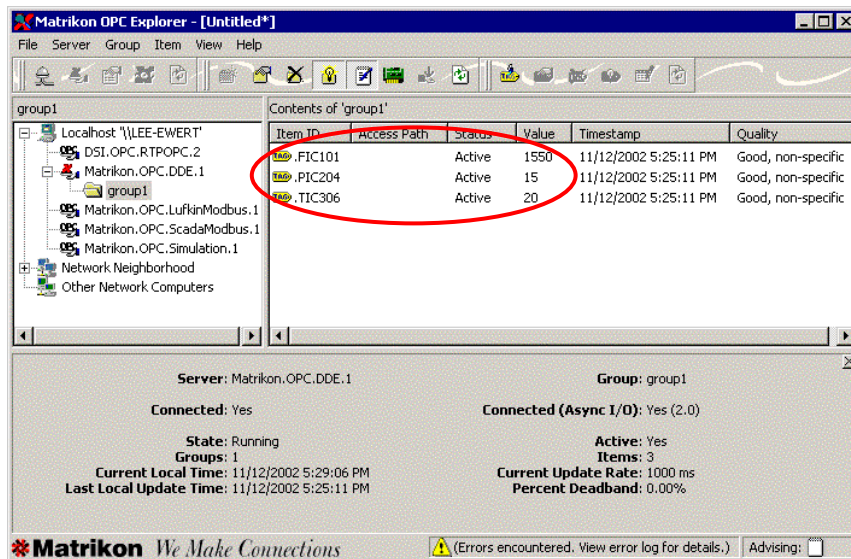 Matrikon OPC Explorer - [Untitled*]
File Server Group Item View Help
group1
Contents of 'group1'
Localhost '\\LEE-EWERT'
DSI.OPC.RTPOPC.2
Matrikon.OPC.DDE.1
group1
Matrikon.OPC.LufkinModbus.1
Matrikon.OPC.ScadaModbus.1
Matrikon.OPC.Simulation.1
Network Neighborhood
Other Network Computers
Item ID Access Path Status Value Timestamp Quality
TAG .FIC101 Active 1550 11/12/2002 5:25:11 PM Good, non-specific
TAG .PIC204 Active 15 11/12/2002 5:25:11 PM Good, non-specific
TAG .TIC306 Active 20 11/12/2002 5:25:11 PM Good, non-specific
Server: Matrikon.OPC.DDE.1
Connected: Yes
State: Running
Groups: 1
Current Local Time: 11/12/2002 5:29:06 PM
Last Local Update Time: 11/12/2002 5:25:11 PM
Group: group1
Connected (Async I/O): Yes (2.0)
Active: Yes
Items: 3
Current Update Rate: 1000 ms
Percent Deadband: 0.00%
Matrikon We Make Connections
(Errors encountered. View error log for details.)
Advising: